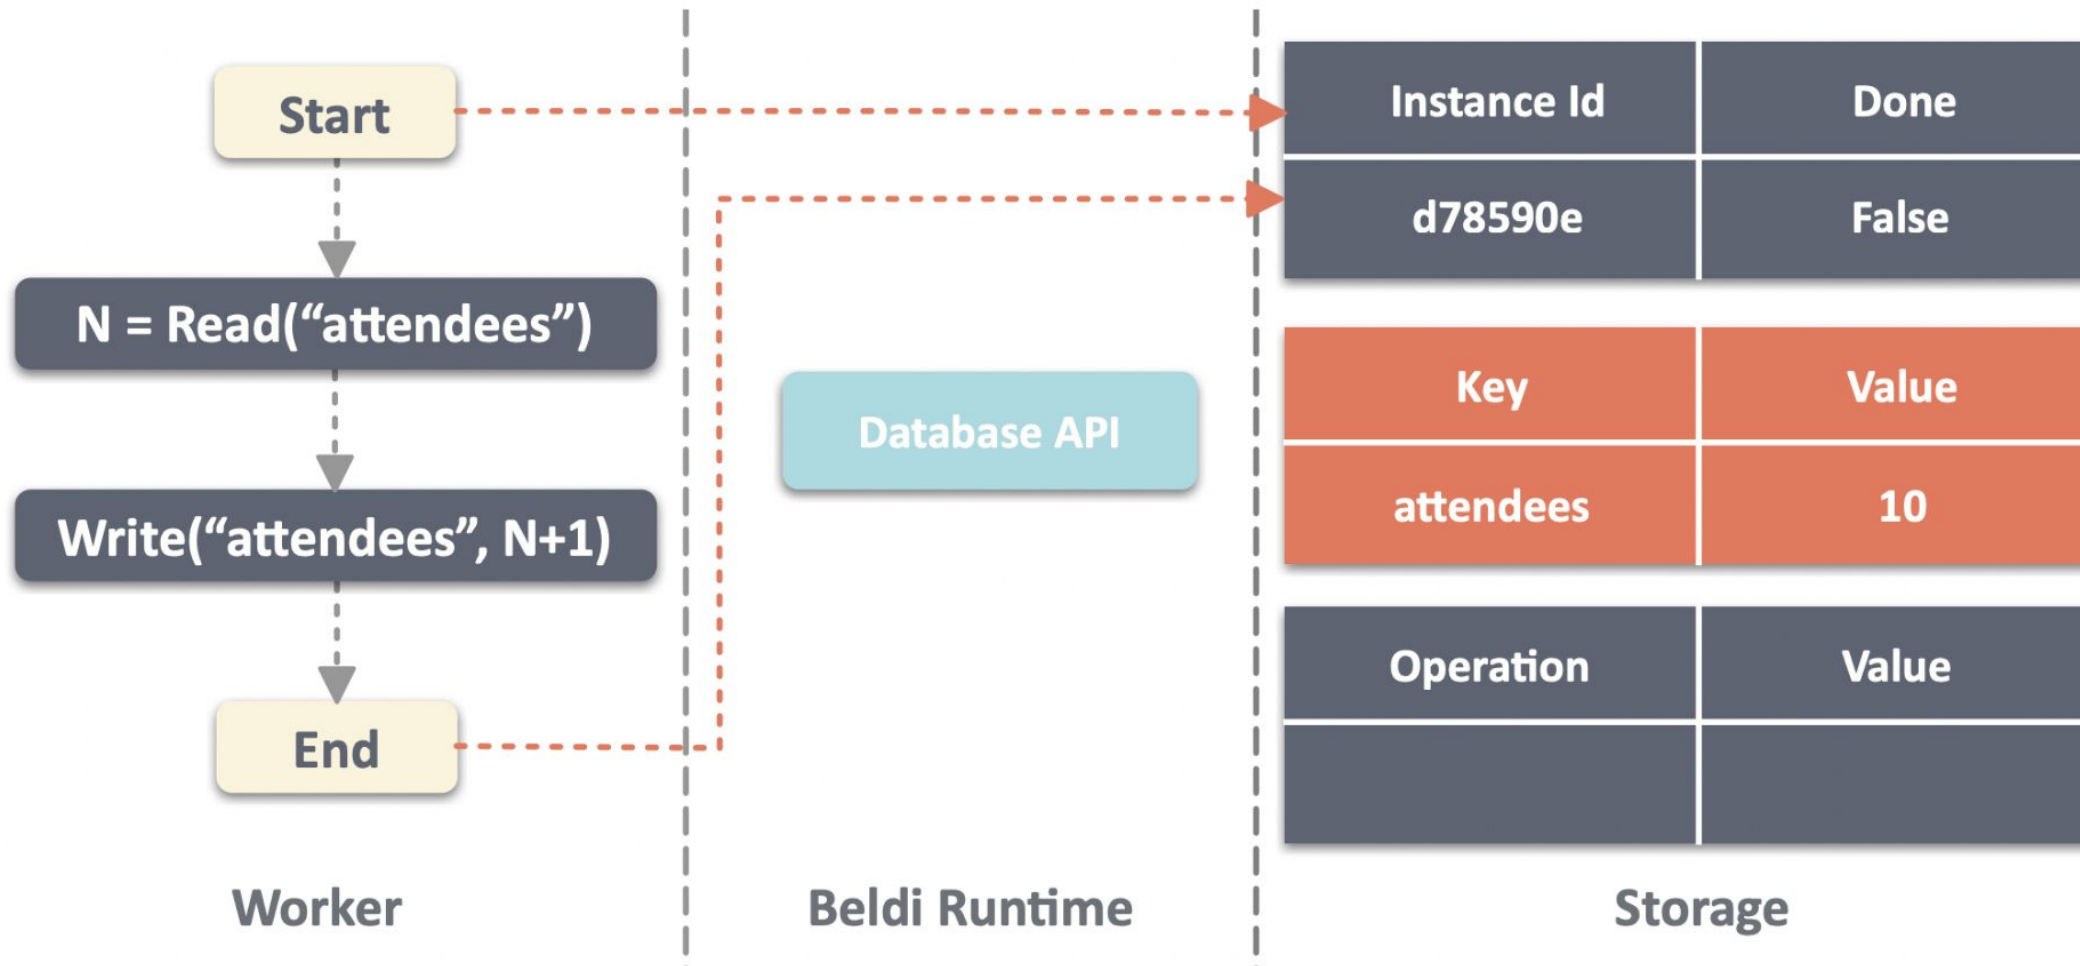 Start
N = Read(“attendees”)
Write(“attendees”, N+1)
End
Worker
Database API
Beldi Runtime
Instance Id Done
d78590e False
Key Value
attendees 10
Operation Value
Storage